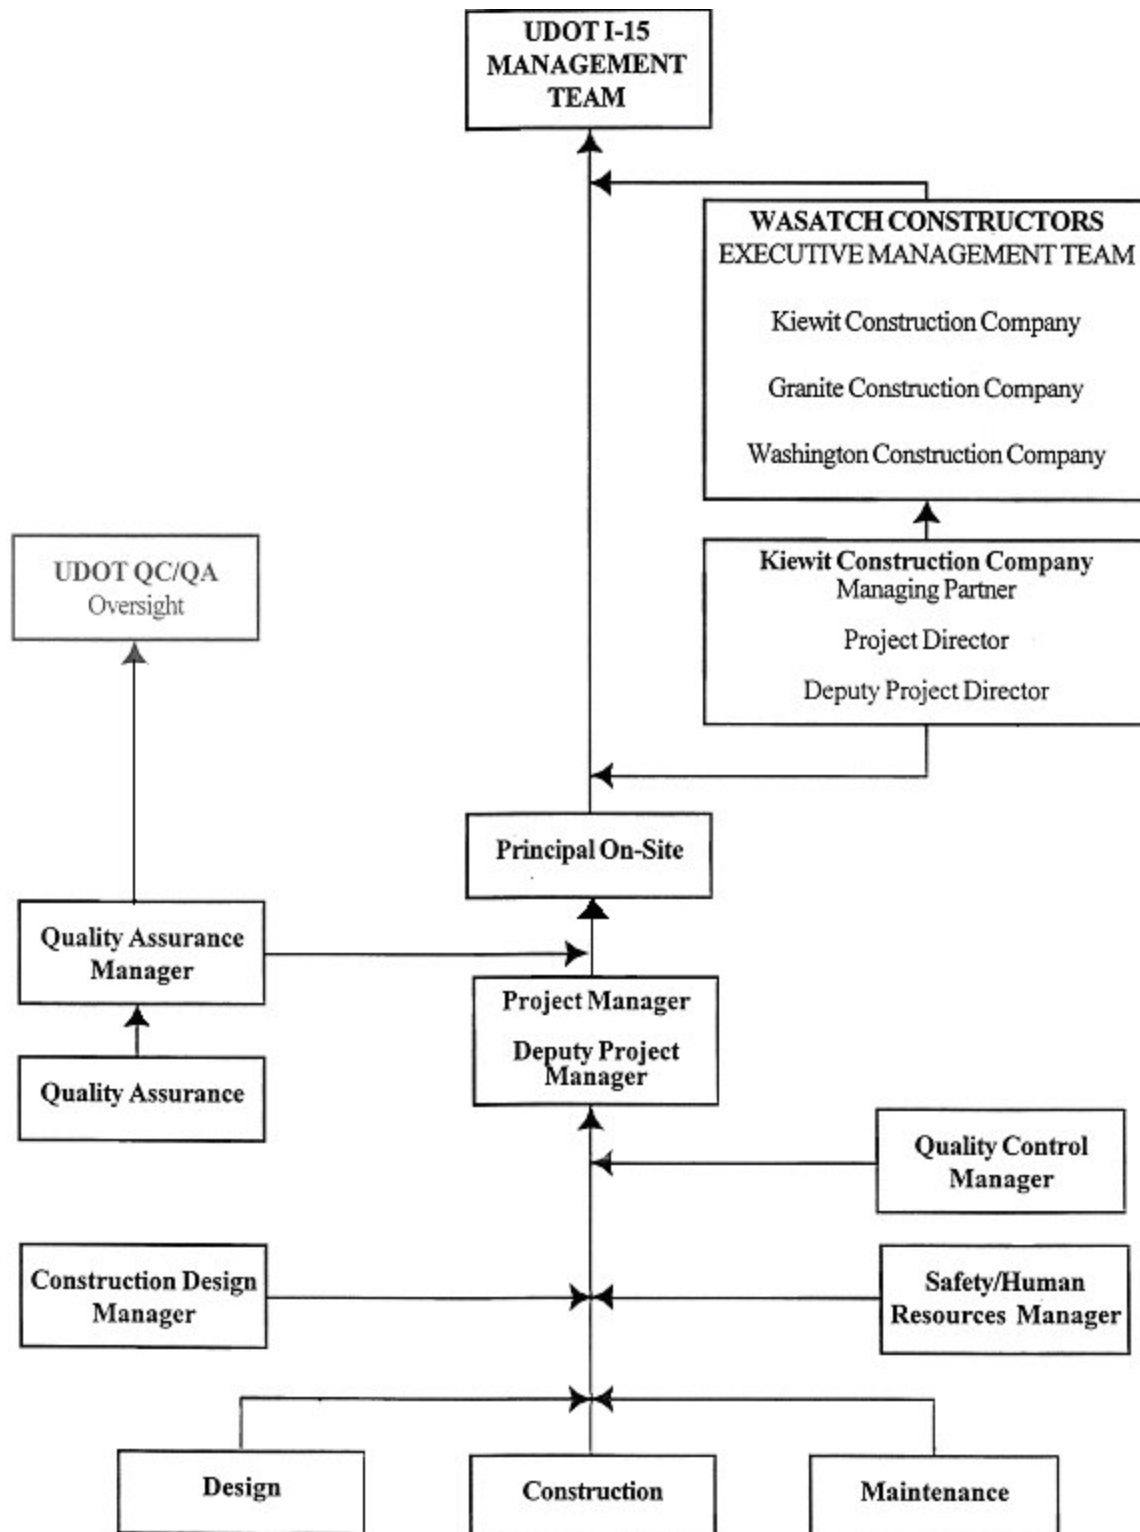 UDOT I-15
MANAGEMENT
TEAM
WASATCH CONSTRUCTORS
EXECUTIVE MANAGEMENT TEAM
Kiewit Construction Company
Granite Construction Company
Washington Construction Company
UDOT QC/QA
Oversight
Kiewit Construction Company
Managing Partner
Project Director
Deputy Project Director
Principal On-Site
Quality Assurance
Manager
Project Manager
Deputy Project
Manager
Quality Assurance
Quality Control
Manager
Construction Design
Manager
Safety/Human
Resources Manager
Design
Construction
Maintenance